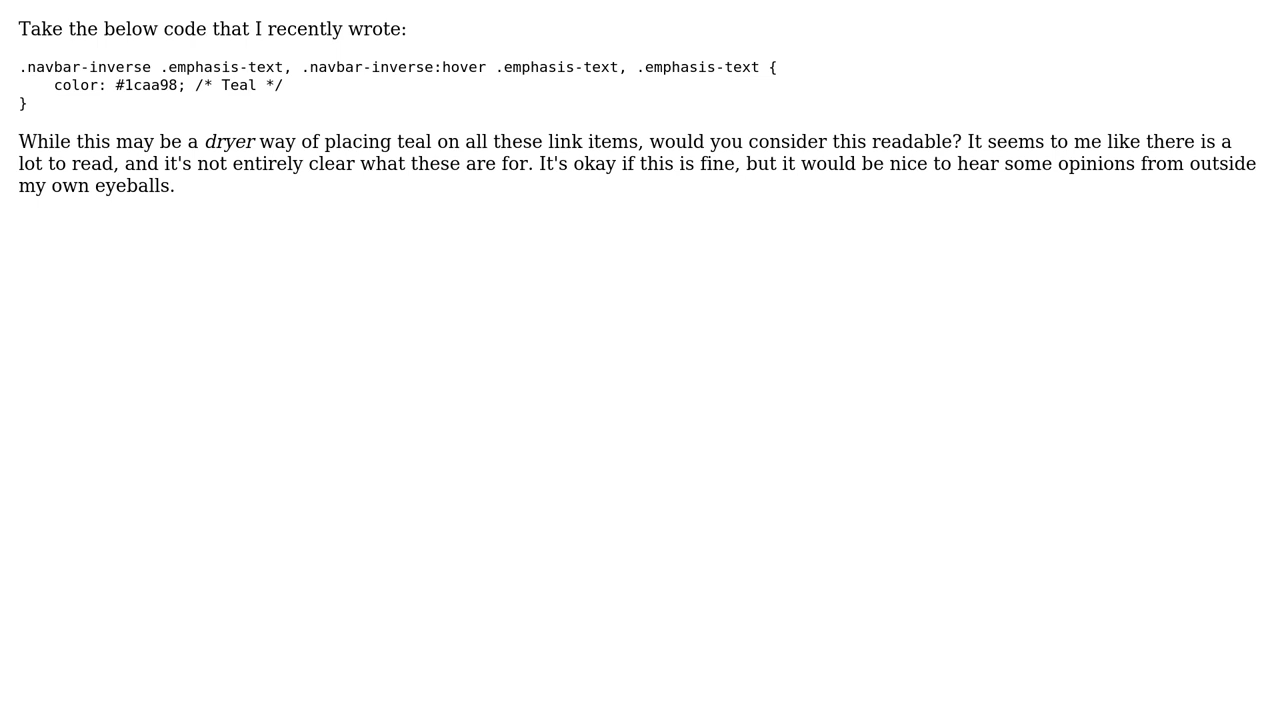 Take the below code that I recently wrote:
.navbar-inverse .emphasis-text, .navbar-inverse:hover .emphasis-text, .emphasis-text {
    color: #1caa98; /* Teal */
}
While this may be a dryer way of placing teal on all these link items, would you consider this readable? It seems to me like there is a
lot to read, and it's not entirely clear what these are for. It's okay if this is fine, but it would be nice to hear some opinions from outside
my own eyeballs.